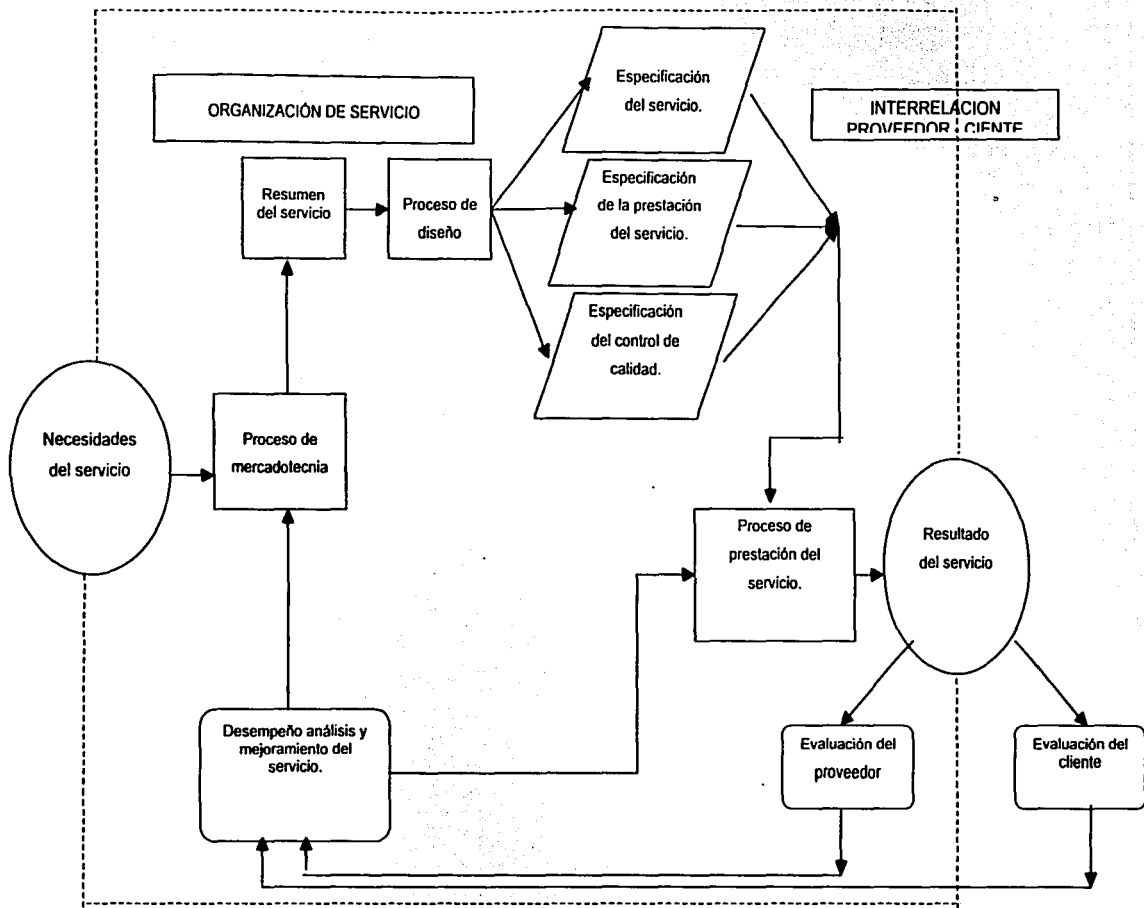 ORGANIZACIÓN DE SERVICIO
Especificación
del servicio.
INTERRELACION
PROVEEDOR - CIENTE
Resumen
del servicio
Proceso de
diseño
Especificación
de la prestación
del servicio.
Especificación
del control de
calidad.
Necesidades
del servicio
Proceso de
mercadotecnia
Proceso de
prestación del
servicio.
Resultado
del servicio
Desempeño análisis y
mejoramiento del
servicio.
Evaluación del
proveedor
Evaluación del
cliente